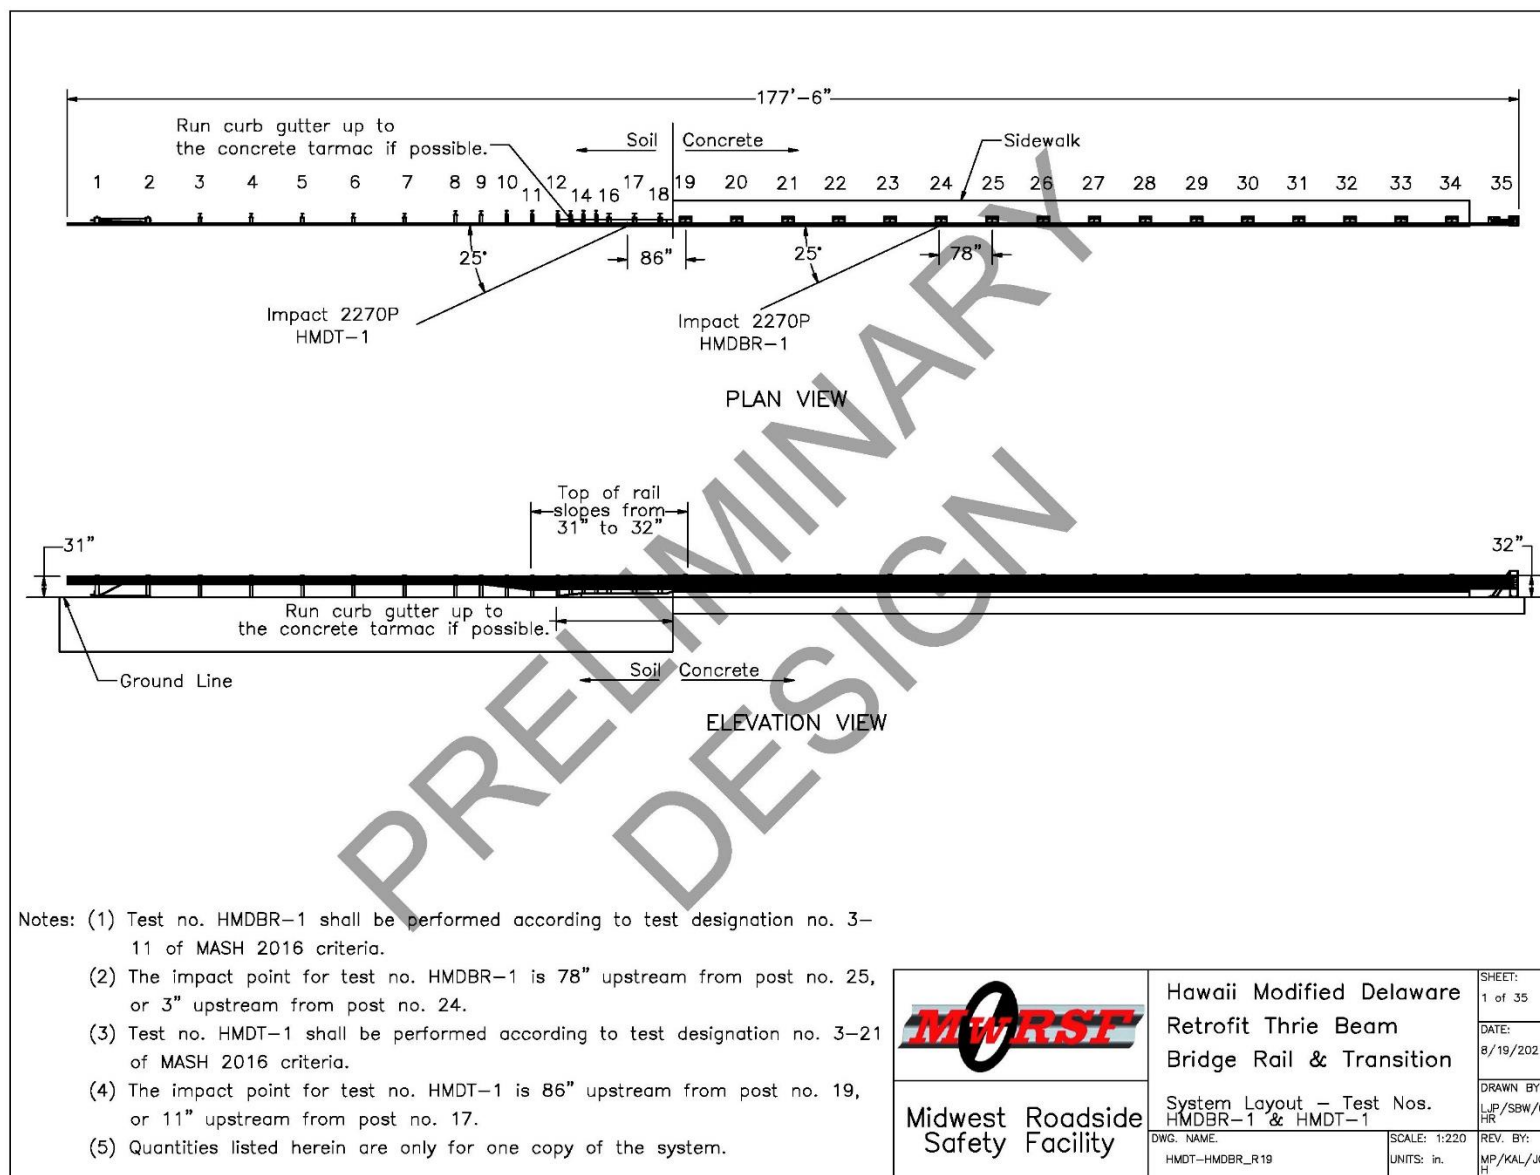 177'-6"
Run curb gutter up to
the concrete tarmac if possible.
Soil Concrete
Sidewalk
1 2 3 4 5 6 7 8 9 10 11 12 14 16 17 18 19 20 21 22 23 24 25 26 27 28 29 30 31 32 33 34 35
25° 86" 25° 78"
Impact 2270P
HMDT-1
Impact 2270P
HMDBR-1
PLAN VIEW
PRELIMINARY
DESIGN
Top of rail
slopes from
31" to 32"
31"
32"
Run curb gutter up to
the concrete tarmac if possible.
Ground Line
Soil Concrete
ELEVATION VIEW
Notes: (1) Test no. HMDBR-1 shall be performed according to test designation no. 3-
11 of MASH 2016 criteria.
(2) The impact point for test no. HMDBR-1 is 78" upstream from post no. 25,
or 3" upstream from post no. 24.
(3) Test no. HMDT-1 shall be performed according to test designation no. 3-21
of MASH 2016 criteria.
(4) The impact point for test no. HMDT-1 is 86" upstream from post no. 19,
or 11" upstream from post no. 17.
(5) Quantities listed herein are only for one copy of the system.
MwRSF
Midwest Roadside
Safety Facility
Hawaii Modified Delaware
Retrofit Thrie Beam
Bridge Rail & Transition
System Layout - Test Nos.
HMDBR-1 & HMDT-1
DWG. NAME.
HMDT-HMDBR_R19
SCALE: 1:220
UNITS: in.
SHEET:
1 of 35
DATE:
8/19/202
DRAWN BY
LJP/SBW/
HR
REV. BY:
MP/KAL/J
H